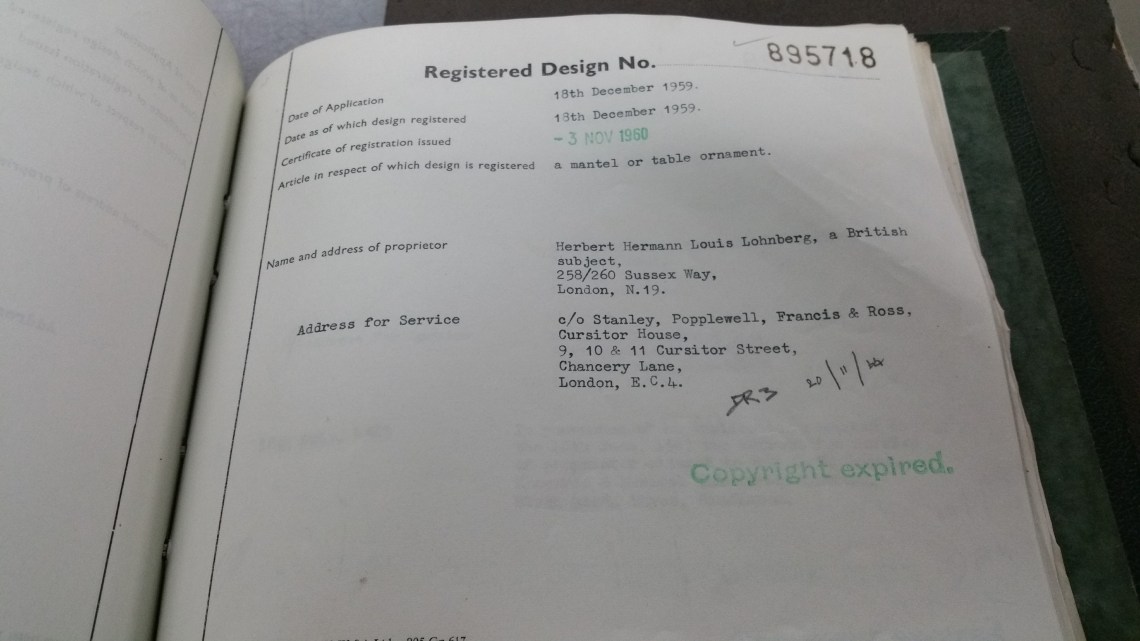 Registered Design No. 895718
Date of Application 18th December 1959.
Date as of which design registered 18th December 1959.
Certificate of registration issued - 3 NOV 1960
Article in respect of which design is registered a mantel or table ornament.
Name and address of proprietor Herbert Hermann Louis Lohnberg, a British
subject,
258/260 Sussex Way,
London, N.19.
Address for Service c/o Stanley, Popplewell, Francis & Ross,
Cursitor House,
9, 10 & 11 Cursitor Street,
Chancery Lane,
London, E.C.4.
DR3 20/11/
Copyright expired.